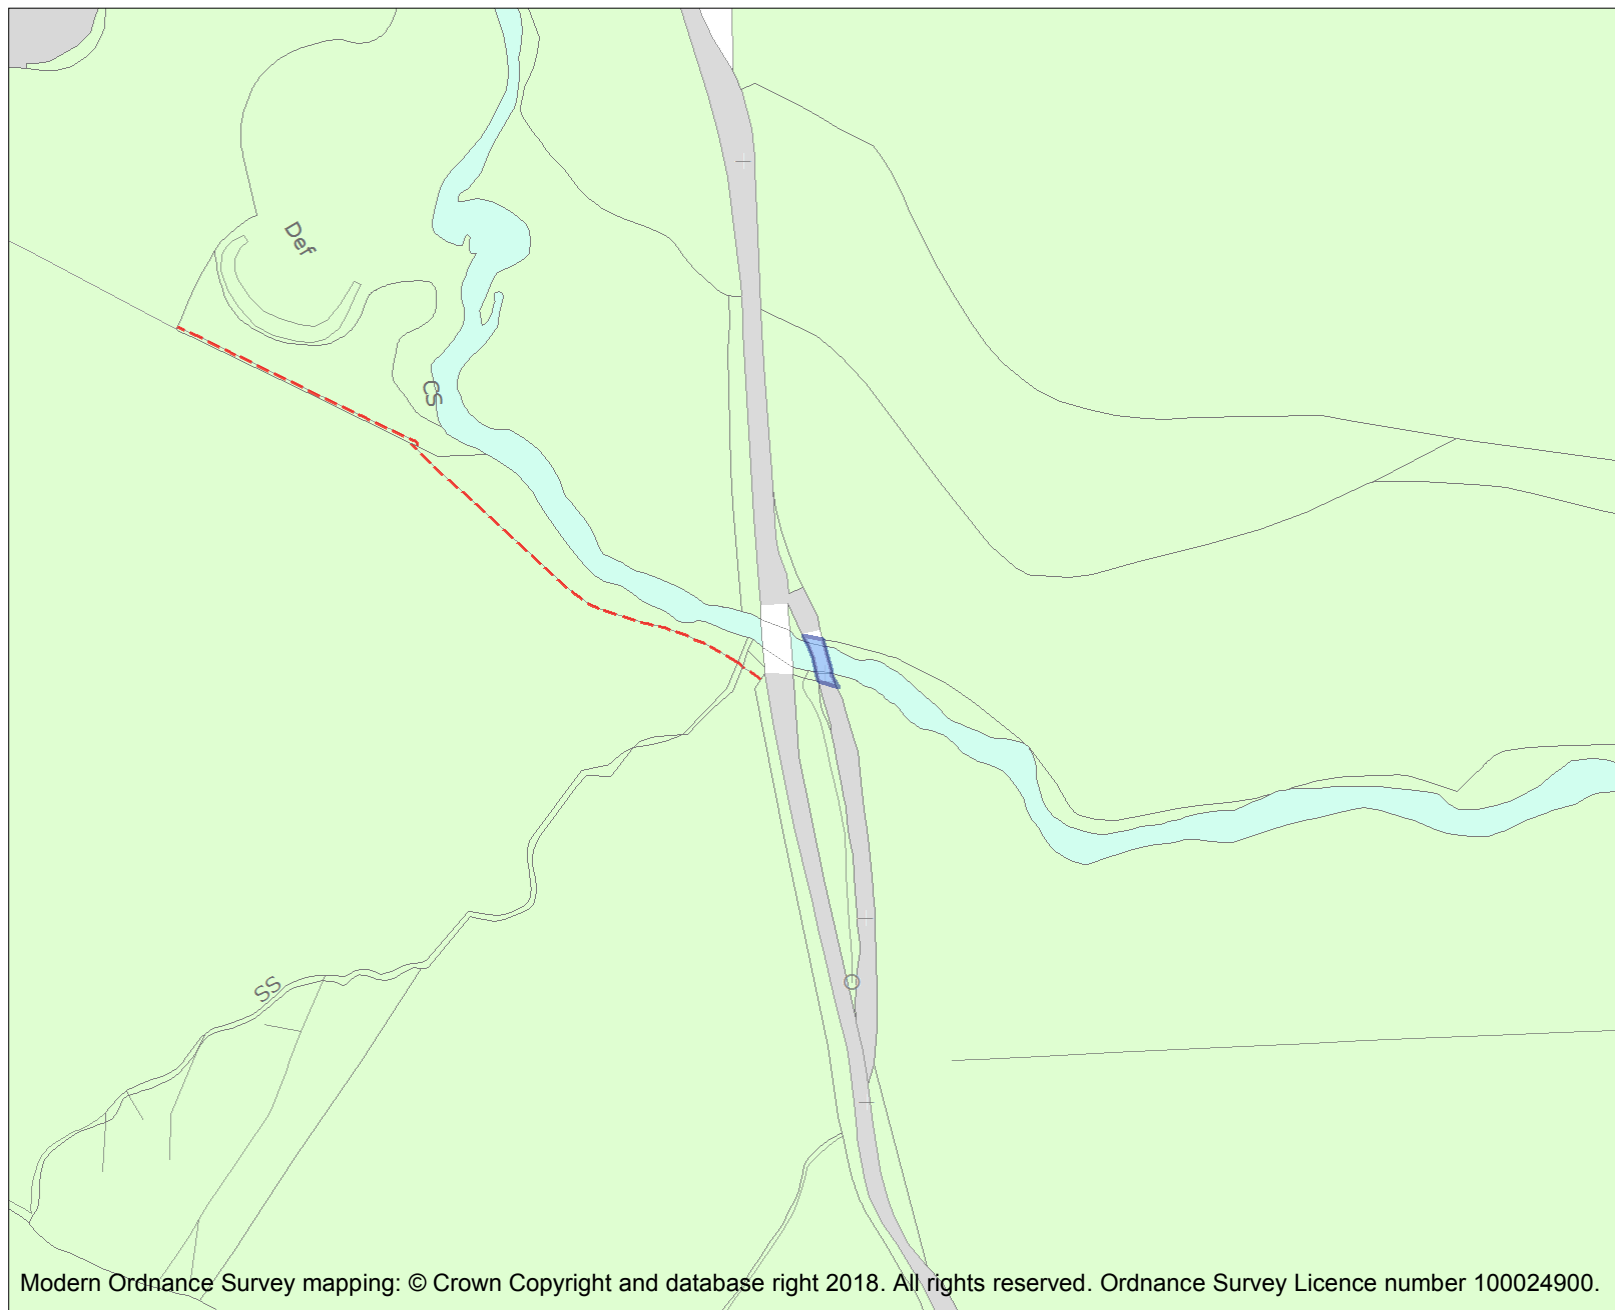 Def
CS
SS
Modern Ordnance Survey mapping: © Crown Copyright and database right 2018. All rights reserved. Ordnance Survey Licence number 100024900.